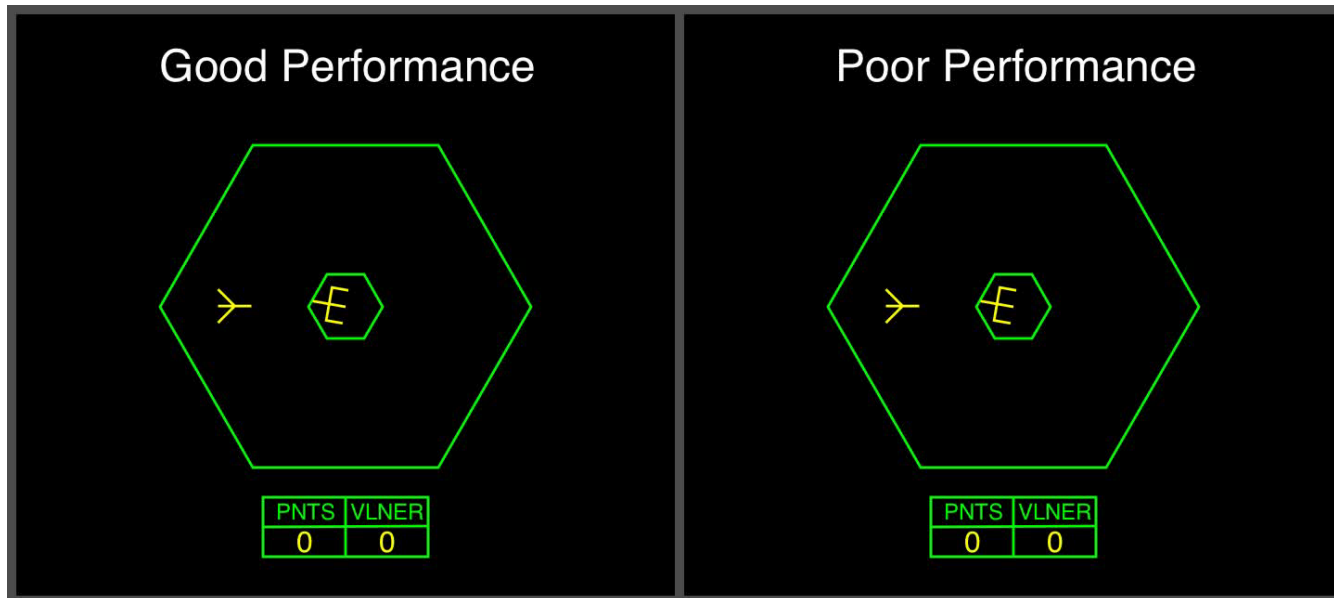 Good Performance
PNTS VLNER
0 0
Poor Performance
PNTS VLNER
0 0